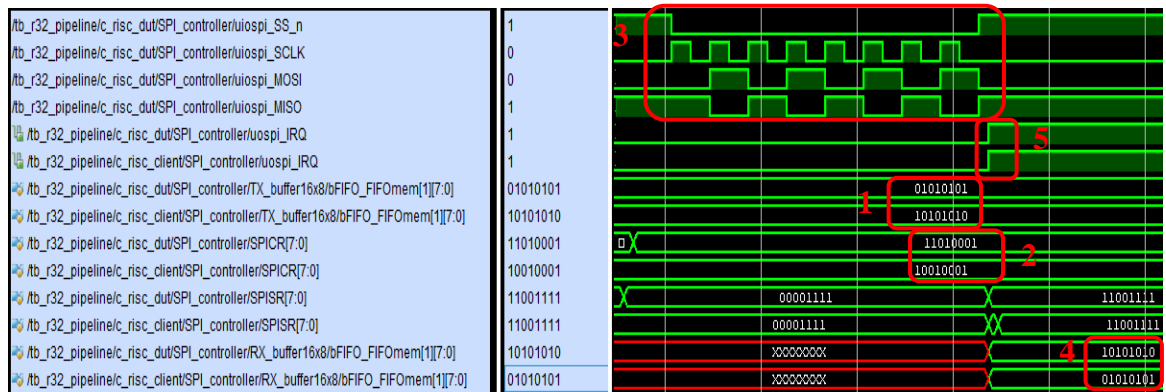 /tb_r32_pipeline/c_risc_dut/SPI_controller/uiospi_SS_n 1
/tb_r32_pipeline/c_risc_dut/SPI_controller/uiospi_SCLK 0
/tb_r32_pipeline/c_risc_dut/SPI_controller/uiospi_MOSI 0
/tb_r32_pipeline/c_risc_dut/SPI_controller/uiospi_MISO 1
/tb_r32_pipeline/c_risc_dut/SPI_controller/uospi_IRQ 1
/tb_r32_pipeline/c_risc_client/SPI_controller/uospi_IRQ 1
/tb_r32_pipeline/c_risc_dut/SPI_controller/TX_buffer16x8/bFIFO_FIFOmem[1][7:0] 01010101 01010101
/tb_r32_pipeline/c_risc_client/SPI_controller/TX_buffer16x8/bFIFO_FIFOmem[1][7:0] 10101010 10101010
/tb_r32_pipeline/c_risc_dut/SPI_controller/SPICR[7:0] 11010001 11010001
/tb_r32_pipeline/c_risc_client/SPI_controller/SPICR[7:0] 10010001 10010001
/tb_r32_pipeline/c_risc_dut/SPI_controller/SPISR[7:0] 11001111 00001111 11001111
/tb_r32_pipeline/c_risc_client/SPI_controller/SPISR[7:0] 11001111 00001111 11001111
/tb_r32_pipeline/c_risc_dut/SPI_controller/RX_buffer16x8/bFIFO_FIFOmem[1][7:0] 10101010 XXXXXXXX 10101010
/tb_r32_pipeline/c_risc_client/SPI_controller/RX_buffer16x8/bFIFO_FIFOmem[1][7:0] 01010101 XXXXXXXX 01010101
3
5
1
2
4